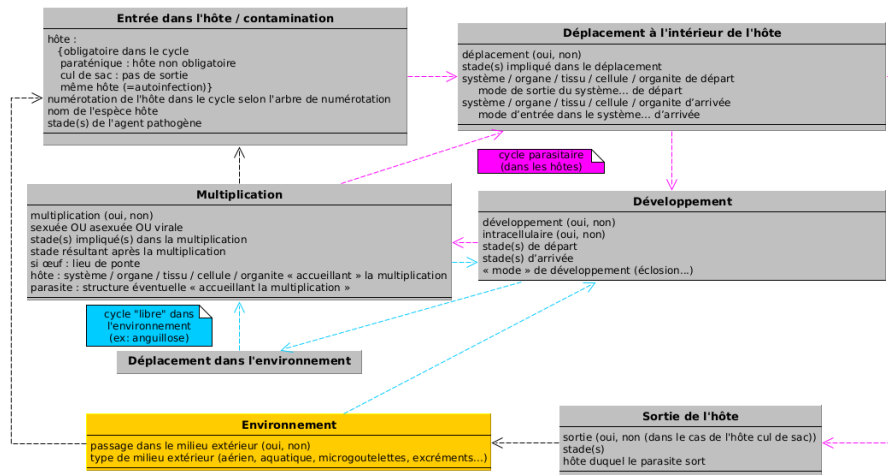 Entrée dans l'hôte / contamination
hôte :
{obligatoire dans le cycle
paraténique : hôte non obligatoire
cul de sac : pas de sortie
même hôte (=autoinfection)}
numérotation de l'hôte dans le cycle selon l'arbre de numérotation
nom de l'espèce hôte
stade(s) de l'agent pathogène
Déplacement à l'intérieur de l'hôte
déplacement (oui, non)
stade(s) impliqué dans le déplacement
système / organe / tissu / cellule / organite de départ
mode de sortie du système... de départ
système / organe / tissu / cellule / organite d'arrivée
mode d'entrée dans le système... d'arrivée
cycle parasitaire
(dans les hôtes)
Multiplication
multiplication (oui, non)
sexuée OU asexuée OU virale
stade(s) impliqué(s) dans la multiplication
stade résultant après la multiplication
si œuf : lieu de ponte
hôte : système / organe / tissu / cellule / organite « accueillant » la multiplication
parasite : structure éventuelle « accueillant la multiplication »
Développement
développement (oui, non)
intracellulaire (oui, non)
stade(s) de départ
stade(s) d'arrivée
« mode » de développement (éclosion...)
cycle "libre" dans
l'environnement
(ex: anguillose)
Déplacement dans l'environnement
Environnement
passage dans le milieu extérieur (oui, non)
type de milieu extérieur (aérien, aquatique, microgoutelettes, excréments...)
Sortie de l'hôte
sortie (oui, non (dans le cas de l'hôte cul de sac))
stade(s)
hôte duquel le parasite sort